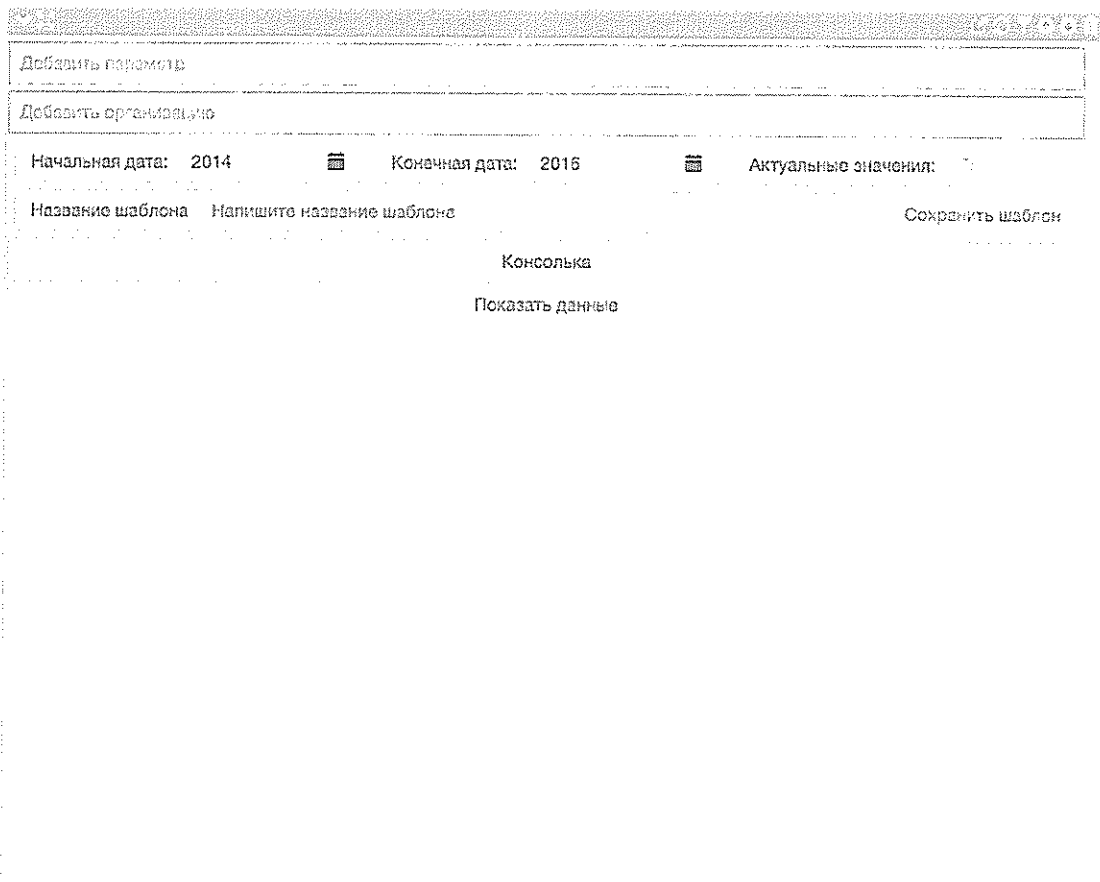 Добавить параметр
Добавить организацию
Начальная дата: 2014 Конечная дата: 2016 Актуальные значения:
Название шаблона Напишите название шаблона Сохранить шаблон
Консолька
Показать данные